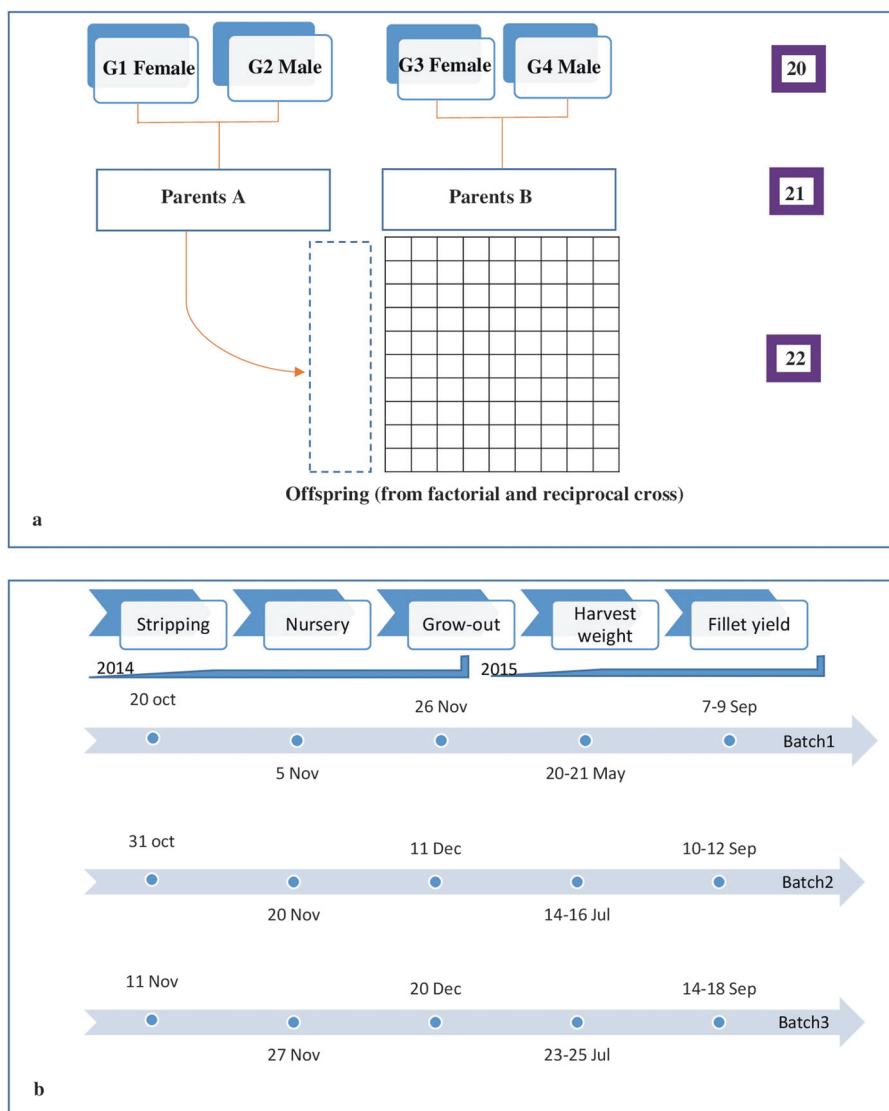 G1 Female
G2 Male
G3 Female
G4 Male
20
Parents A
Parents B
21
22
Offspring (from factorial and reciprocal cross)
a
Stripping
Nursery
Grow-out
Harvest
weight
Fillet yield
2014
2015
20 oct
26 Nov
7-9 Sep
Batch1
5 Nov
20-21 May
31 oct
11 Dec
10-12 Sep
Batch2
20 Nov
14-16 Jul
11 Nov
20 Dec
14-18 Sep
Batch3
27 Nov
23-25 Jul
b